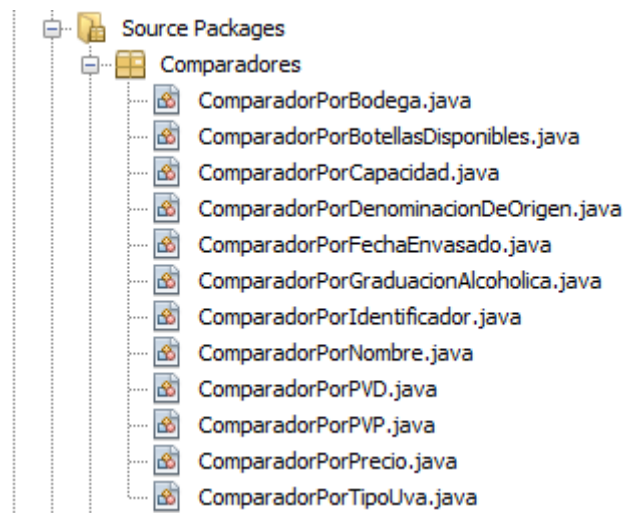 Source Packages
Comparadores
ComparadorPorBodega.java
ComparadorPorBotellasDisponibles.java
ComparadorPorCapacidad.java
ComparadorPorDenominacionDeOrigen.java
ComparadorPorFechaEnvasado.java
ComparadorPorGraduacionAlcoholica.java
ComparadorPorIdentificador.java
ComparadorPorNombre.java
ComparadorPorPVD.java
ComparadorPorPVP.java
ComparadorPorPrecio.java
ComparadorPorTipoUva.java